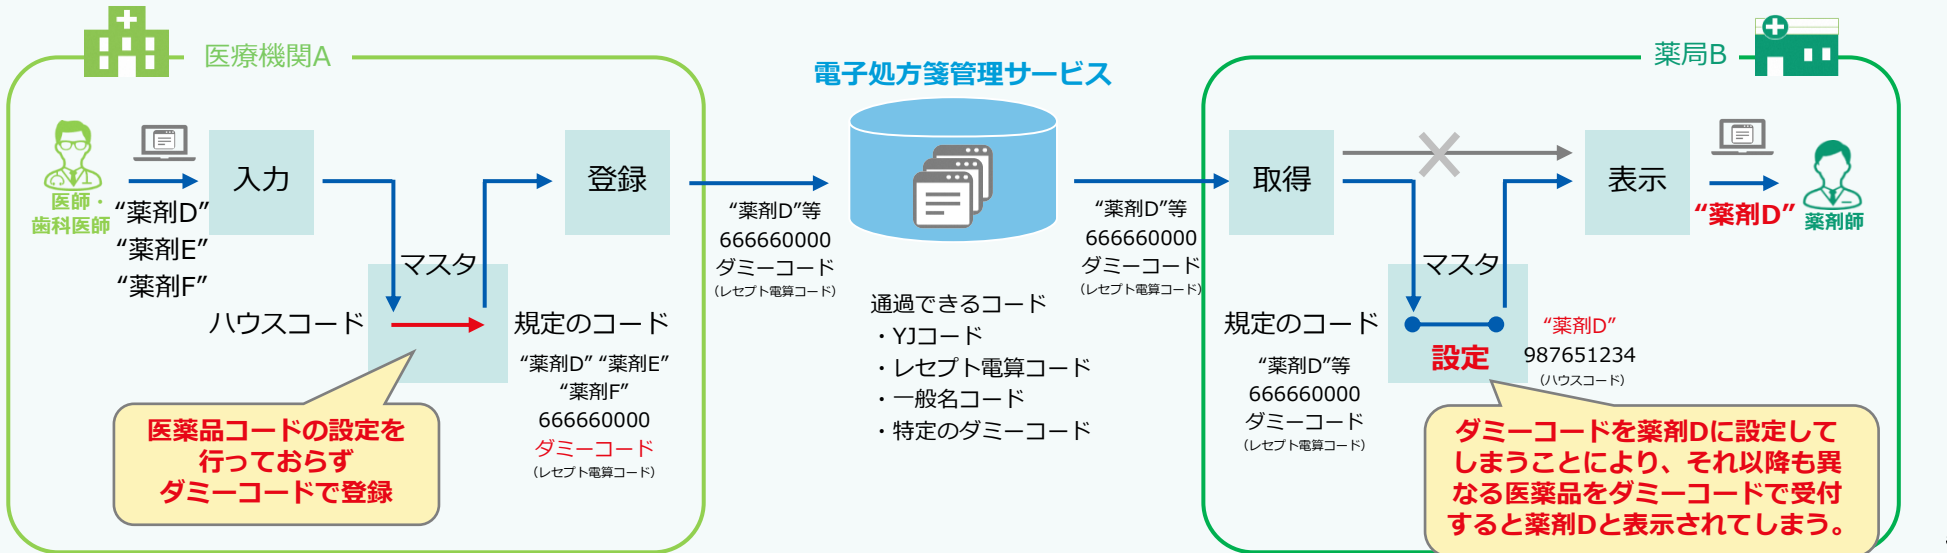 医療機関A
医師・
歯科医師
“薬剤D”
“薬剤E”
“薬剤F”
入力
マスタ
ハウスコード
規定のコード
“薬剤D” “薬剤E”
“薬剤F”
666660000
ダミーコード
（レセプト電算コード）
医薬品コードの設定を
行っておらず
ダミーコードで登録
登録
“薬剤D”等
666660000
ダミーコード
（レセプト電算コード）
電子処方箋管理サービス
通過できるコード
・YJコード
・レセプト電算コード
・一般名コード
・特定のダミーコード
“薬剤D”等
666660000
ダミーコード
（レセプト電算コード）
薬局B
取得
マスタ
規定のコード
“薬剤D”等
666660000
ダミーコード
（レセプト電算コード）
設定
“薬剤D”
987651234
（ハウスコード）
表示
“薬剤D”
薬剤師
ダミーコードを薬剤Dに設定して
しまうことにより、それ以降も異
なる医薬品をダミーコードで受付
すると薬剤Dと表示されてしまう。